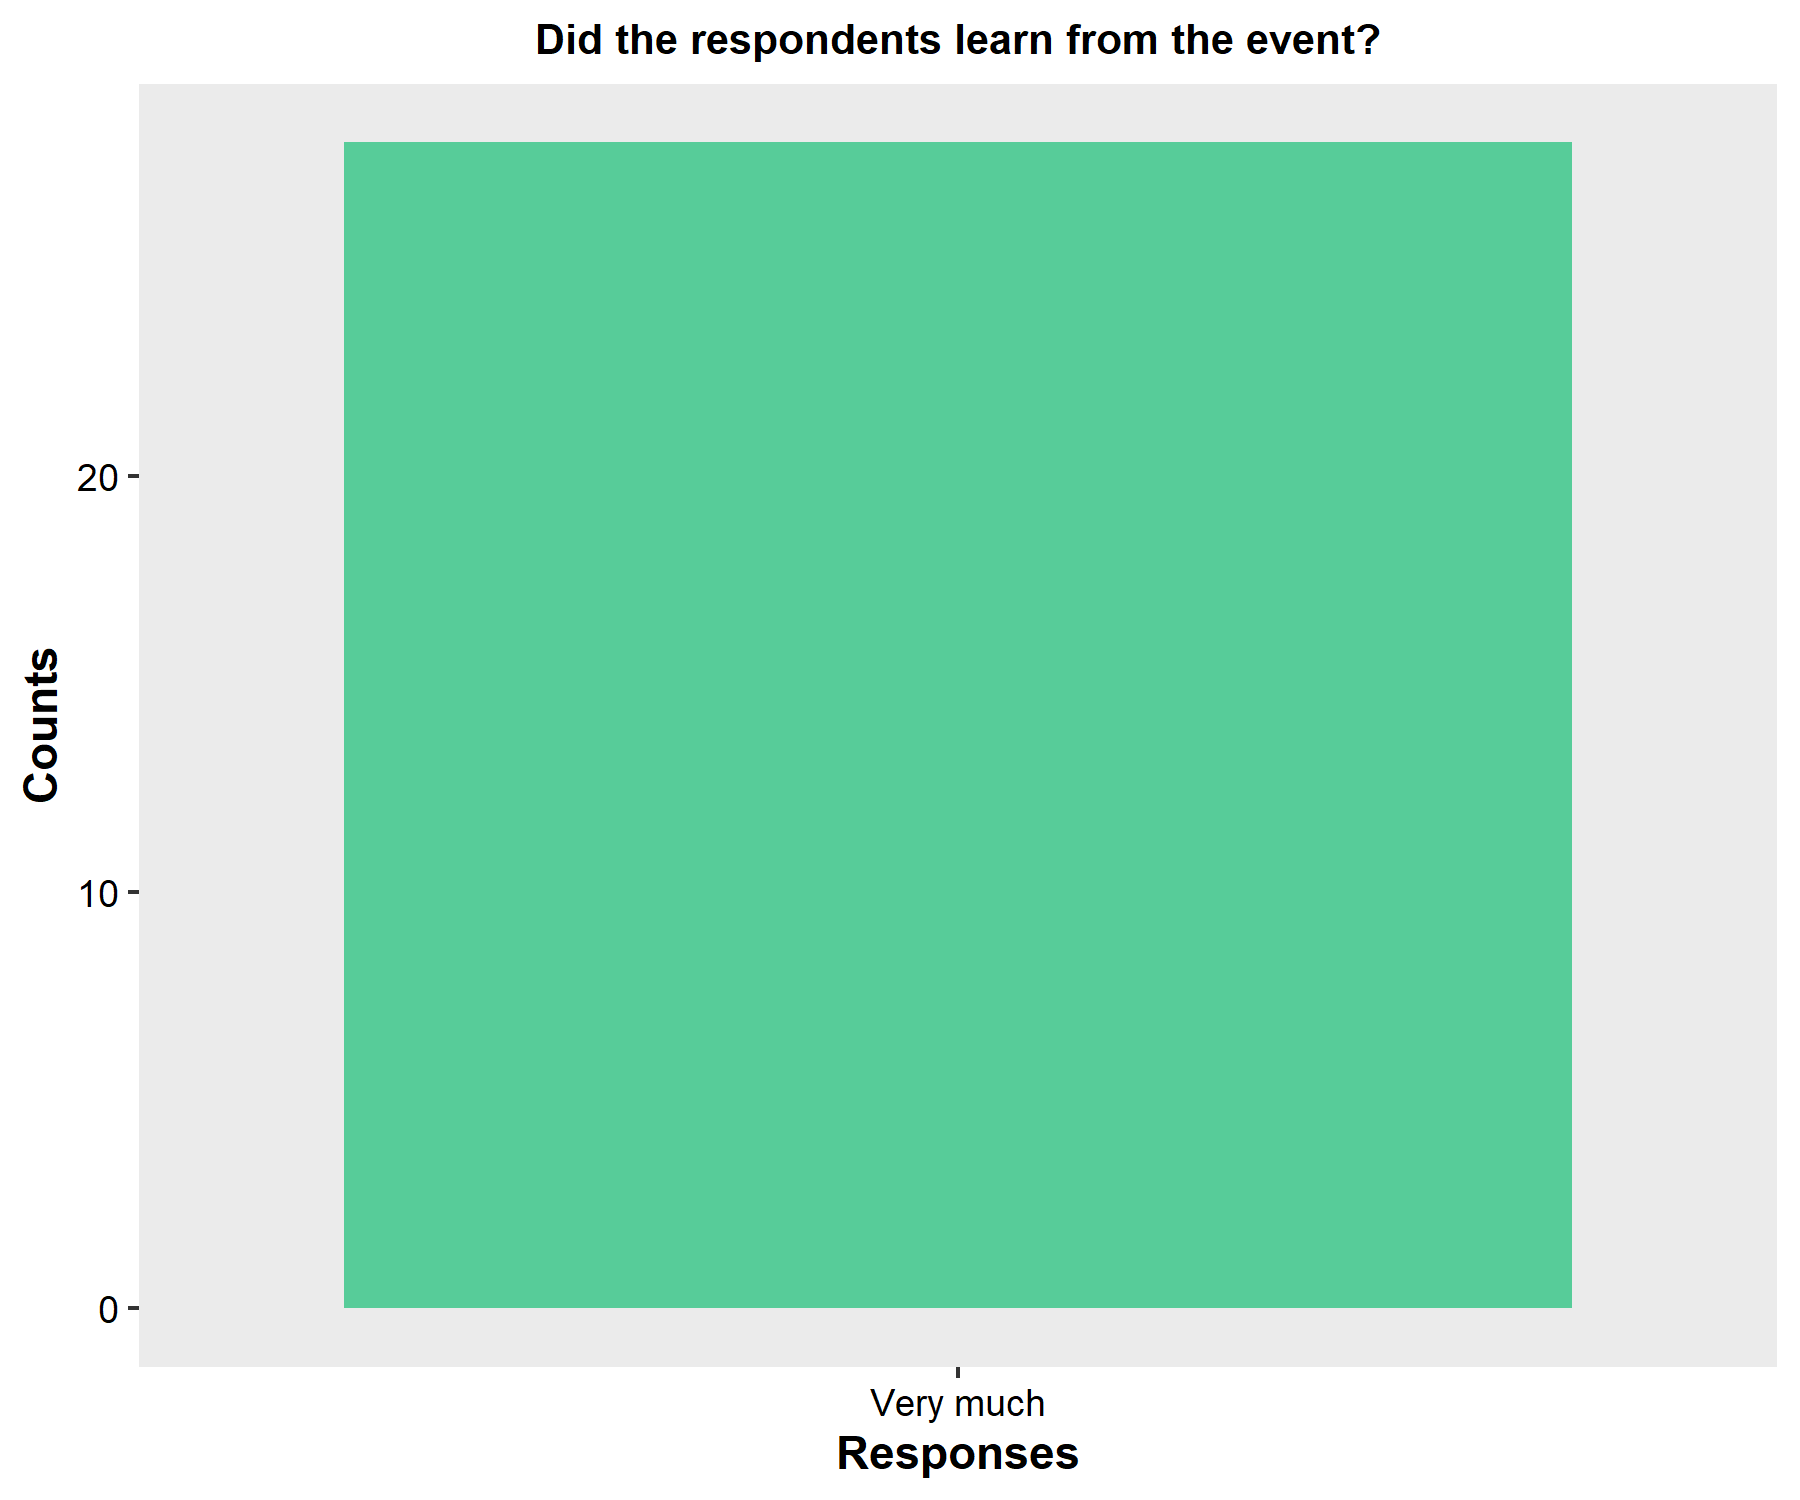 Did the respondents learn from the event?
20
10
0
Counts
Very much
Responses